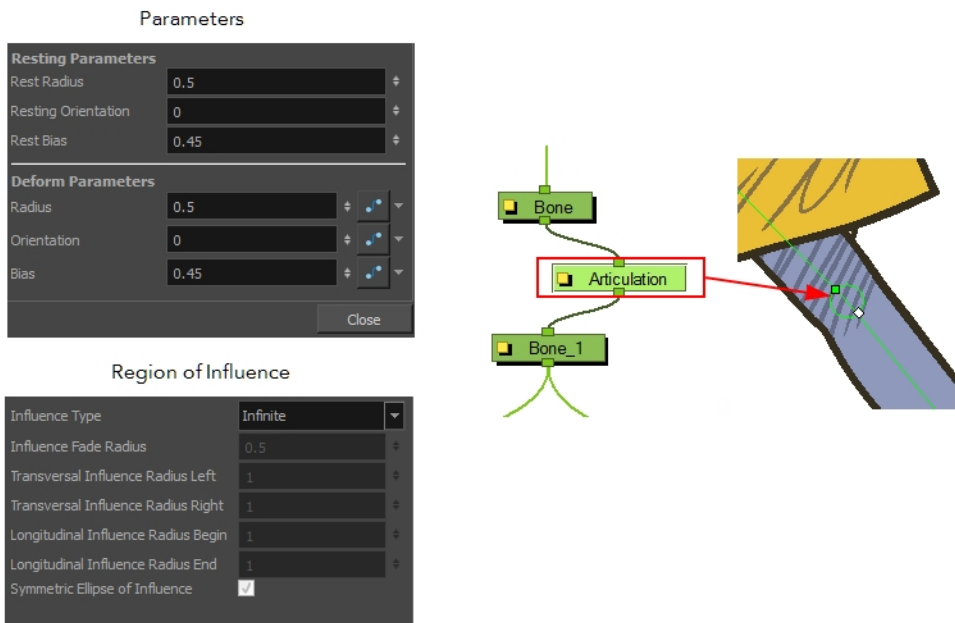 Parameters
Resting Parameters
Rest Radius 0.5
Resting Orientation 0
Rest Bias 0.45
Deform Parameters
Radius 0.5
Orientation 0
Bias 0.45
Close
Region of Influence
Influence Type Infinite
Influence Fade Radius 0.5
Transversal Influence Radius Left 1
Transversal Influence Radius Right 1
Longitudinal Influence Radius Begin 1
Longitudinal Influence Radius End 1
Symmetric Ellipse of Influence
Bone
Articulation
Bone_1